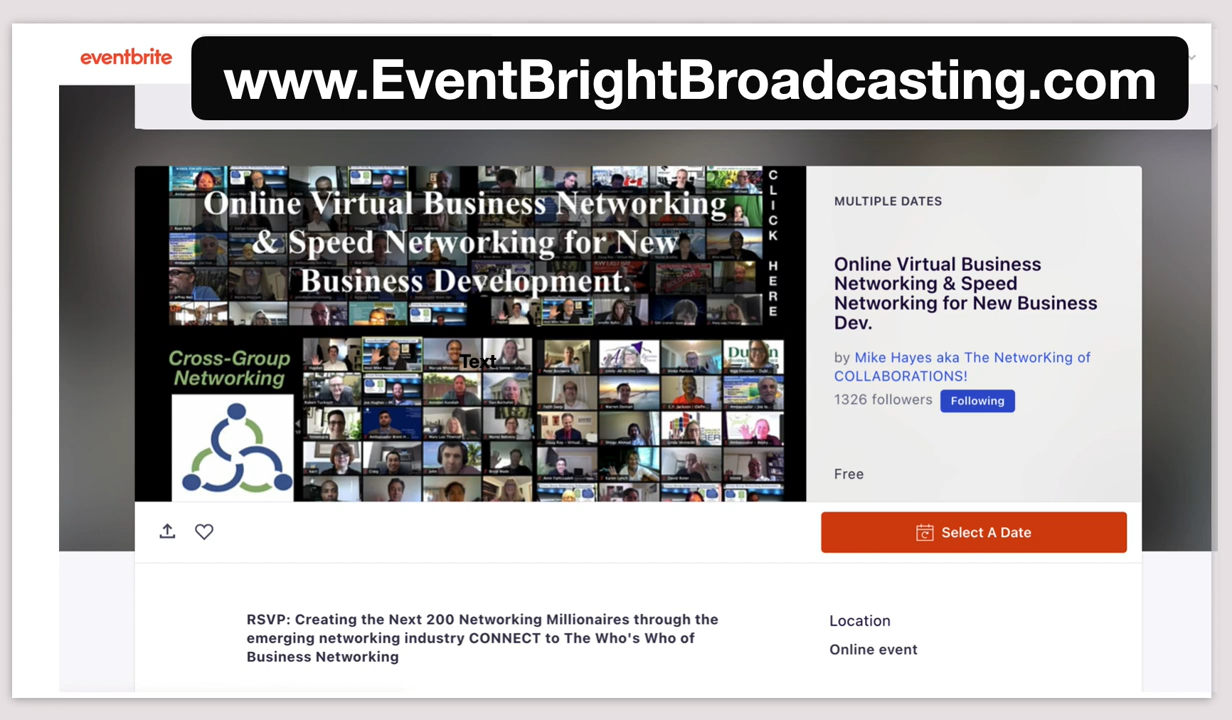 eventbrite
www.EventBrightBroadcasting.com
Online Virtual Business Networking
& Speed Networking for New
Business Development.
CLICK HERE
Cross-Group
Networking
Text
MULTIPLE DATES
Online Virtual Business
Networking & Speed
Networking for New Business
Dev.
by Mike Hayes aka The NetworKing of
COLLABORATIONS!
1326 followers Following
Free
Select A Date
RSVP: Creating the Next 200 Networking Millionaires through the
emerging networking industry CONNECT to The Who's Who of
Business Networking
Location
Online event